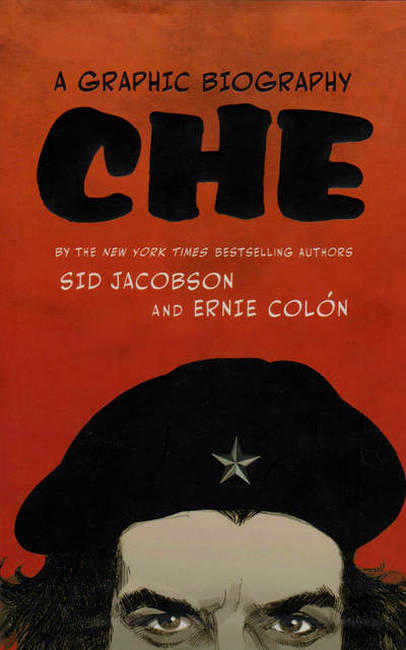 A GRAPHIC BIOGRAPHY
CHE
BY THE NEW YORK TIMES BESTSELLING AUTHORS
SID JACOBSON
AND ERNIE COLÓN